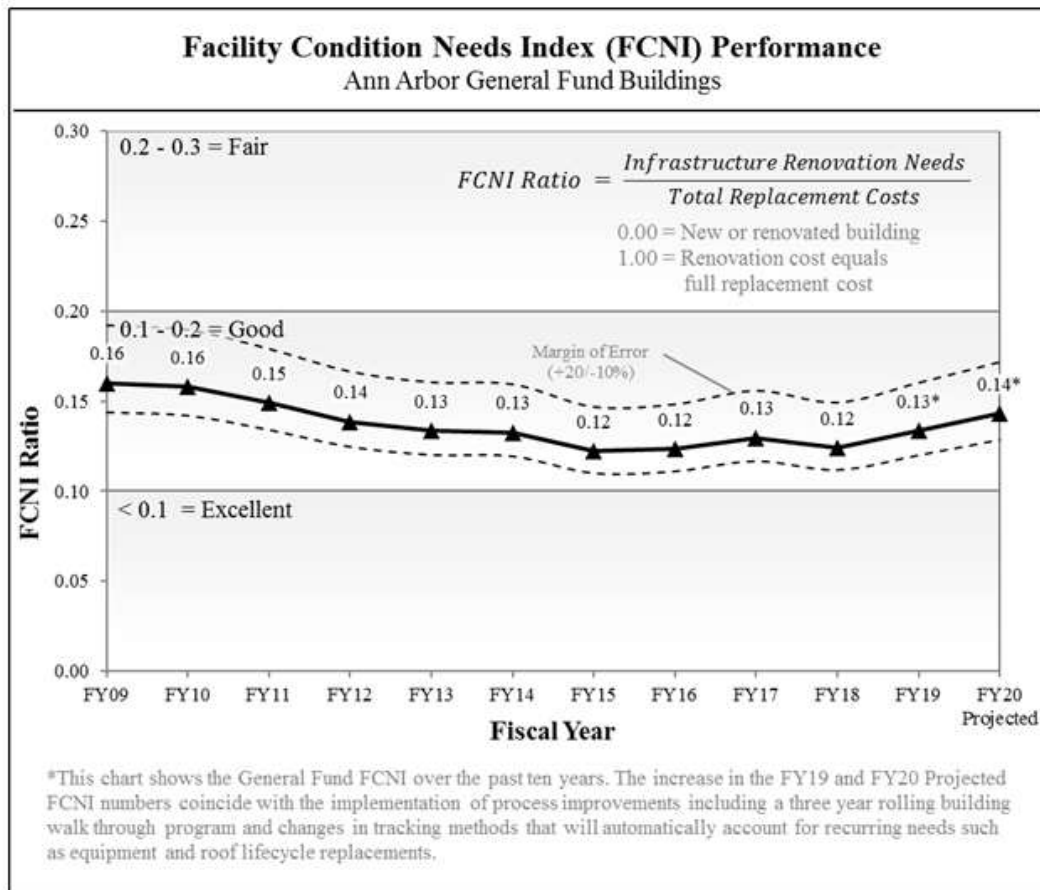 Facility Condition Needs Index (FCNI) Performance
Ann Arbor General Fund Buildings
0.30
0.2 - 0.3 = Fair
FCNI Ratio = Infrastructure Renovation Needs
Total Replacement Costs
0.00 = New or renovated building
1.00 = Renovation cost equals
full replacement cost
0.25
0.20
0.1 - 0.2 = Good
Margin of Error
(+20/-10%)
0.16
0.16
0.15
0.14
0.13
0.13
0.12
0.12
0.13
0.12
0.13*
0.14*
0.15
0.10
< 0.1 = Excellent
0.05
0.00
FCNI Ratio
FY09
FY10
FY11
FY12
FY13
FY14
FY15
FY16
FY17
FY18
FY19
FY20
Projected
Fiscal Year
*This chart shows the General Fund FCNI over the past ten years. The increase in the FY19 and FY20 Projected
FCNI numbers coincide with the implementation of process improvements including a three year rolling building
walk through program and changes in tracking methods that will automatically account for recurring needs such
as equipment and roof lifecycle replacements.